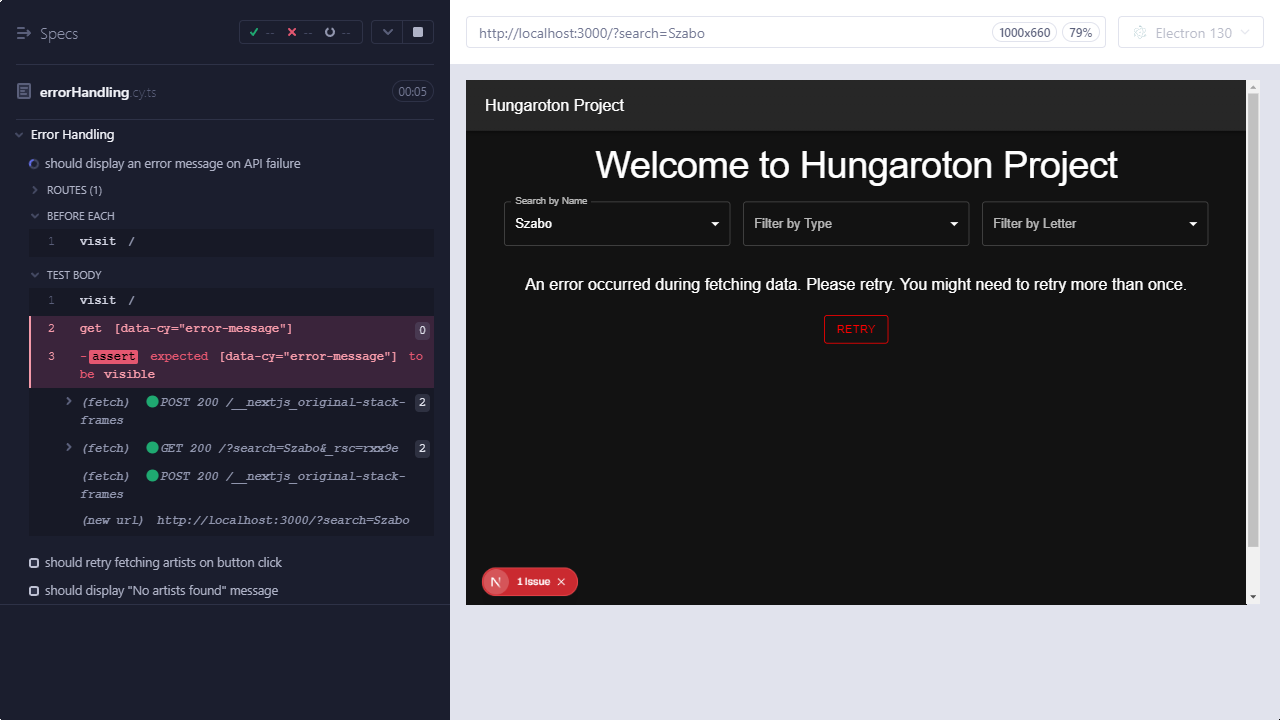 Specs
-- -- --
errorHandling.cy.ts
00:05
Error Handling
should display an error message on API failure
ROUTES (1)
BEFORE EACH
1 visit /
TEST BODY
1 visit /
2 get [data-cy="error-message"] 0
3 -assert expected [data-cy="error-message"] to
be visible
(fetch) POST 200 /__nextjs_original-stack- 2
frames
(fetch) GET 200 /?search=Szabo&_rsc=rxx9e 2
(fetch) POST 200 /__nextjs_original-stack-
frames
(new url) http://localhost:3000/?search=Szabo
should retry fetching artists on button click
should display "No artists found" message
http://localhost:3000/?search=Szabo
1000x660
79%
Electron 130
Hungaroton Project
Welcome to Hungaroton Project
Search by Name
Szabo
Filter by Type
Filter by Letter
An error occurred during fetching data. Please retry. You might need to retry more than once.
RETRY
N 1 Issue